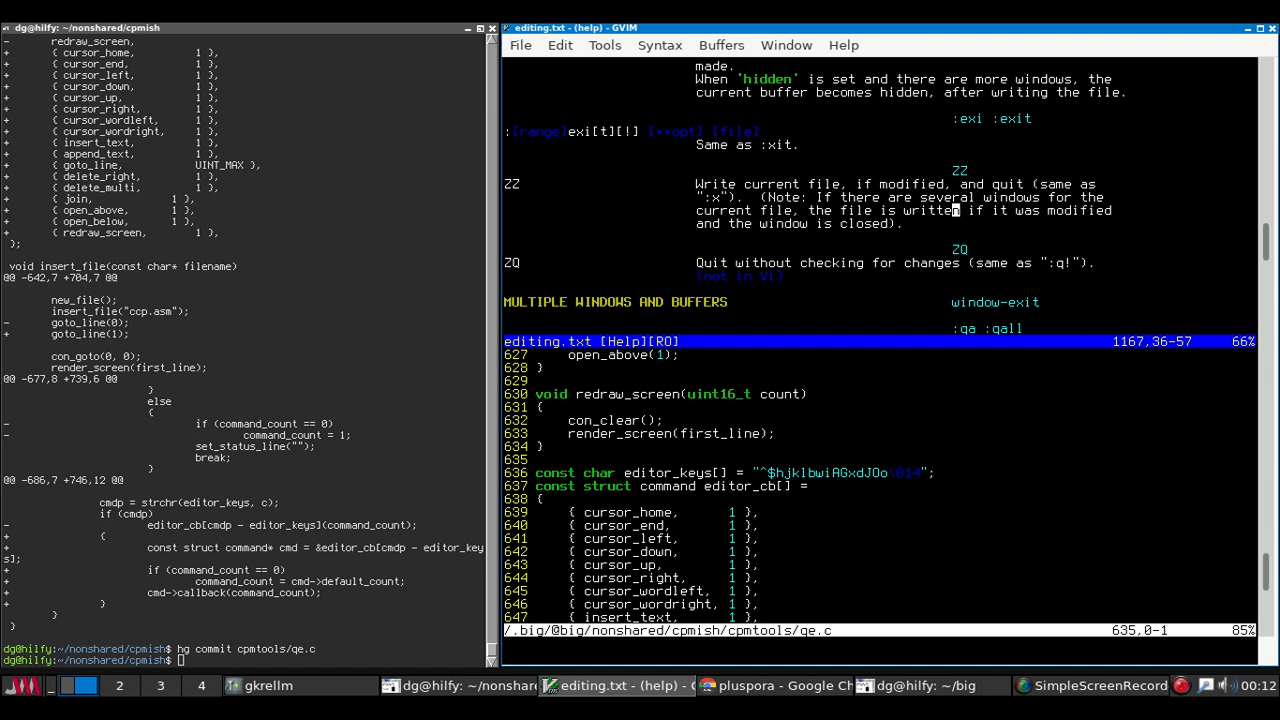 dg@hilfy: ~/nonshared/cpmish
-	redraw_screen,
+	{ cursor_home,	1 },
+	{ cursor_end,	1 },
+	{ cursor_left,	1 },
+	{ cursor_down,	1 },
+	{ cursor_up,	1 },
+	{ cursor_right,	1 },
+	{ cursor_wordleft,	1 },
+	{ cursor_wordright,	1 },
+	{ insert_text,	1 },
+	{ append_text,	1 },
+	{ goto_line,	UINT_MAX },
+	{ delete_right,	1 },
+	{ delete_multi,	1 },
+	{ join,	1 },
+	{ open_above,	1 },
+	{ open_below,	1 },
+	{ redraw_screen,	1 },
};
void insert_file(const char* filename)
@@ -642,7 +704,7 @@
new_file();
insert_file("ccp.asm");
-	goto_line(0);
+	goto_line(1);
con_goto(0, 0);
render_screen(first_line);
@@ -677,8 +739,6 @@
}
else
{
-	if (command_count == 0)
-	command_count = 1;
set_status_line("");
break;
}
@@ -686,7 +746,12 @@
cmdp = strchr(editor_keys, c);
if (cmdp)
-	editor_cb[cmdp - editor_keys](command_count);
+	{
+	const struct command* cmd = &editor_cb[cmdp - editor_key
s];
+
+	if (command_count == 0)
+	command_count = cmd->default_count;
+	cmd->callback(command_count);
+	}
}
}
dg@hilfy:~/nonshared/cpmish$ hg commit cpmtools/qe.c
dg@hilfy:~/nonshared/cpmish$
editing.txt - (help) - GVIM
File Edit Tools Syntax Buffers Window Help
made.
When 'hidden' is set and there are more windows, the
current buffer becomes hidden, after writing the file.
:exi :exit
:[range]exi[t][!] [++opt] [file]
Same as :xit.
ZZ
ZZ	Write current file, if modified, and quit (same as
":x"). (Note: If there are several windows for the
current file, the file is written if it was modified
and the window is closed).
ZQ
ZQ	Quit without checking for changes (same as ":q!").
{not in Vi}
MULTIPLE WINDOWS AND BUFFERS	window-exit
:qa :qall
editing.txt [Help][RO]	1167,36-57	66%
627	open_above(1);
628 }
629
630 void redraw_screen(uint16_t count)
631 {
632	con_clear();
633	render_screen(first_line);
634 }
635
636 const char editor_keys[] = "^$hjklbwiAGxdJOo\014";
637 const struct command editor_cb[] =
638 {
639	{ cursor_home,	1 },
640	{ cursor_end,	1 },
641	{ cursor_left,	1 },
642	{ cursor_down,	1 },
643	{ cursor_up,	1 },
644	{ cursor_right,	1 },
645	{ cursor_wordleft,	1 },
646	{ cursor_wordright,	1 },
647	{ insert_text,	1 },
/.big/@big/nonshared/cpmish/cpmtools/qe.c	635,0-1	85%
2 3 4 gkrellm dg@hilfy: ~/nonshare editing.txt - (help) - G pluspora - Google Ch dg@hilfy: ~/big SimpleScreenRecord 00:12